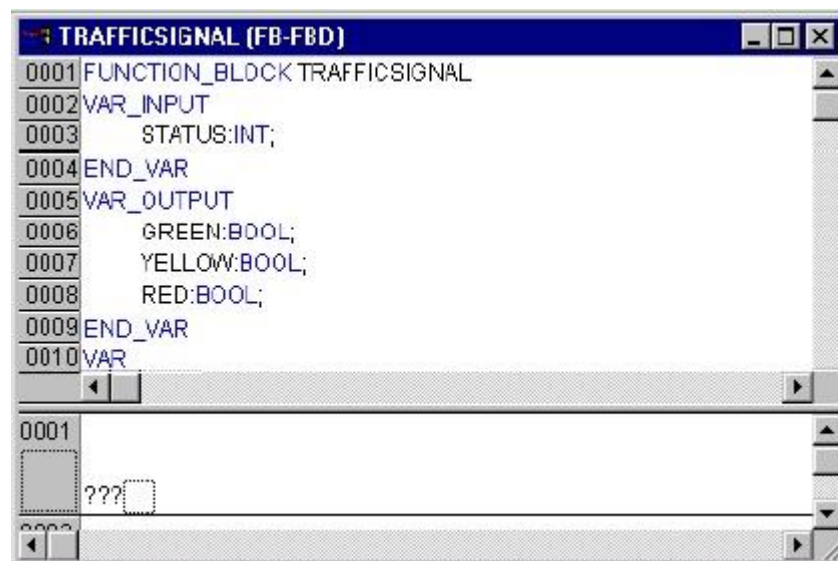 TRAFFICSIGNAL (FB-FBD)
0001 FUNCTION_BLOCK TRAFFICSIGNAL
0002 VAR_INPUT
0003 STATUS:INT;
0004 END_VAR
0005 VAR_OUTPUT
0006 GREEN:BOOL;
0007 YELLOW:BOOL;
0008 RED:BOOL;
0009 END_VAR
0010 VAR
0001
???